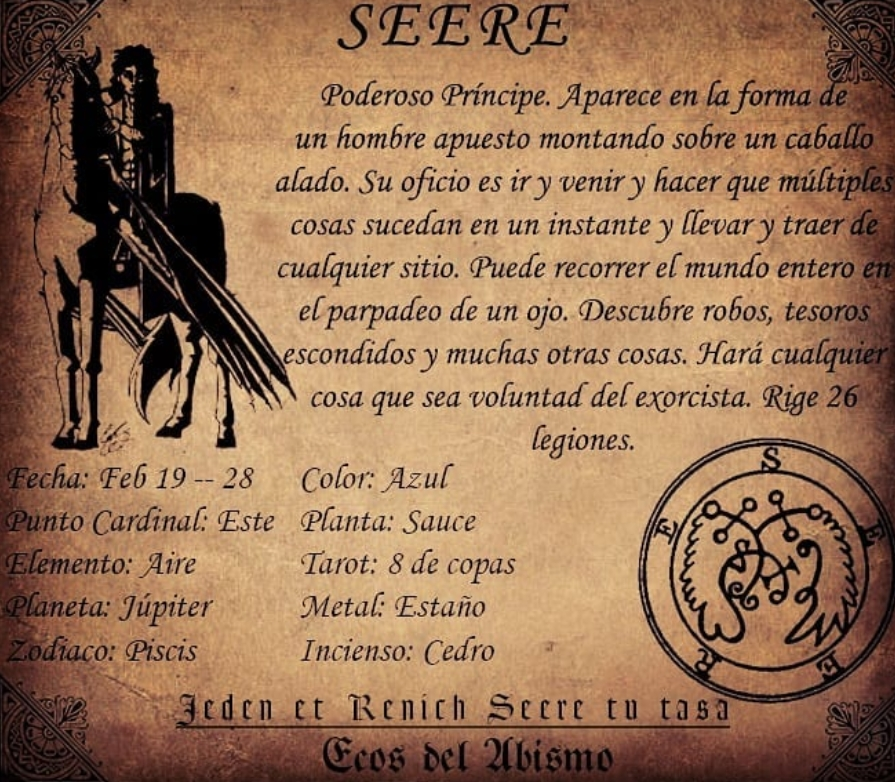 SEERE
Poderoso Príncipe. Aparece en la forma de
un hombre apuesto montando sobre un caballo
alado. Su oficio es ir y venir y hacer que múltiples
cosas sucedan en un instante y llevar y traer de
cualquier sitio. Puede recorrer el mundo entero en
el parpadeo de un ojo. Descubre robos, tesoros
escondidos y muchas otras cosas. Hará cualquier
cosa que sea voluntad del exorcista. Rige 26
legiones.
Fecha: Feb 19 -- 28
Punto Cardinal: Este
Elemento: Aire
Planeta: Júpiter
Zodiaco: Piscis
Color: Azul
Planta: Sauce
Tarot: 8 de copas
Metal: Estaño
Incienso: Cedro
S E E R E
Jeden et Renich Seere tu tasa
Ecos del Abismo